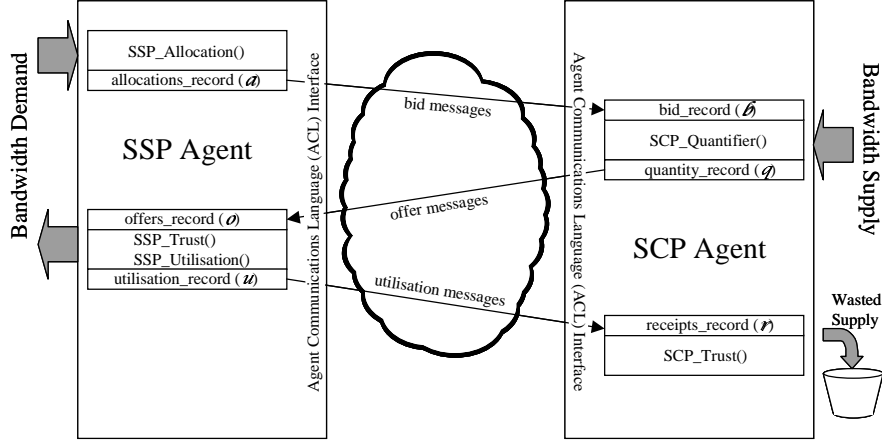 Bandwidth Demand
SSP_Allocation()
allocations_record (a)
SSP Agent
offers_record (o)
SSP_Trust()
SSP_Utilisation()
utilisation_record (u)
Agent Communications Language (ACL) Interface
bid messages
offer messages
utilisation messages
Agent Communications Language (ACL) Interface
bid_record (b)
SCP_Quantifier()
quantity_record (q)
SCP Agent
receipts_record (r)
SCP_Trust()
Bandwidth Supply
Wasted
Supply